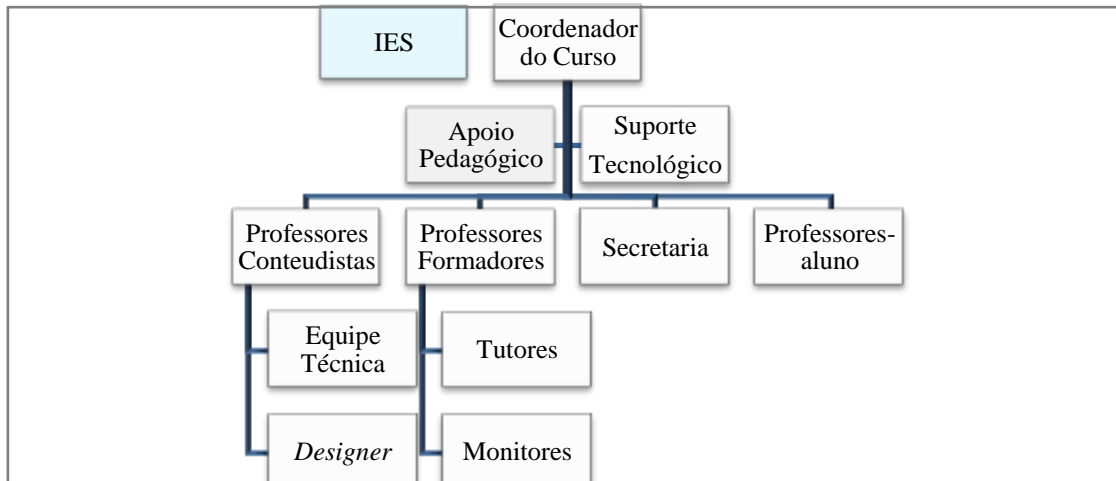 IES
Coordenador
do Curso
Apoio
Pedagógico
Suporte
Tecnológico
Professores
Conteudistas
Professores
Formadores
Secretaria
Professores-
aluno
Equipe
Técnica
Tutores
Designer
Monitores